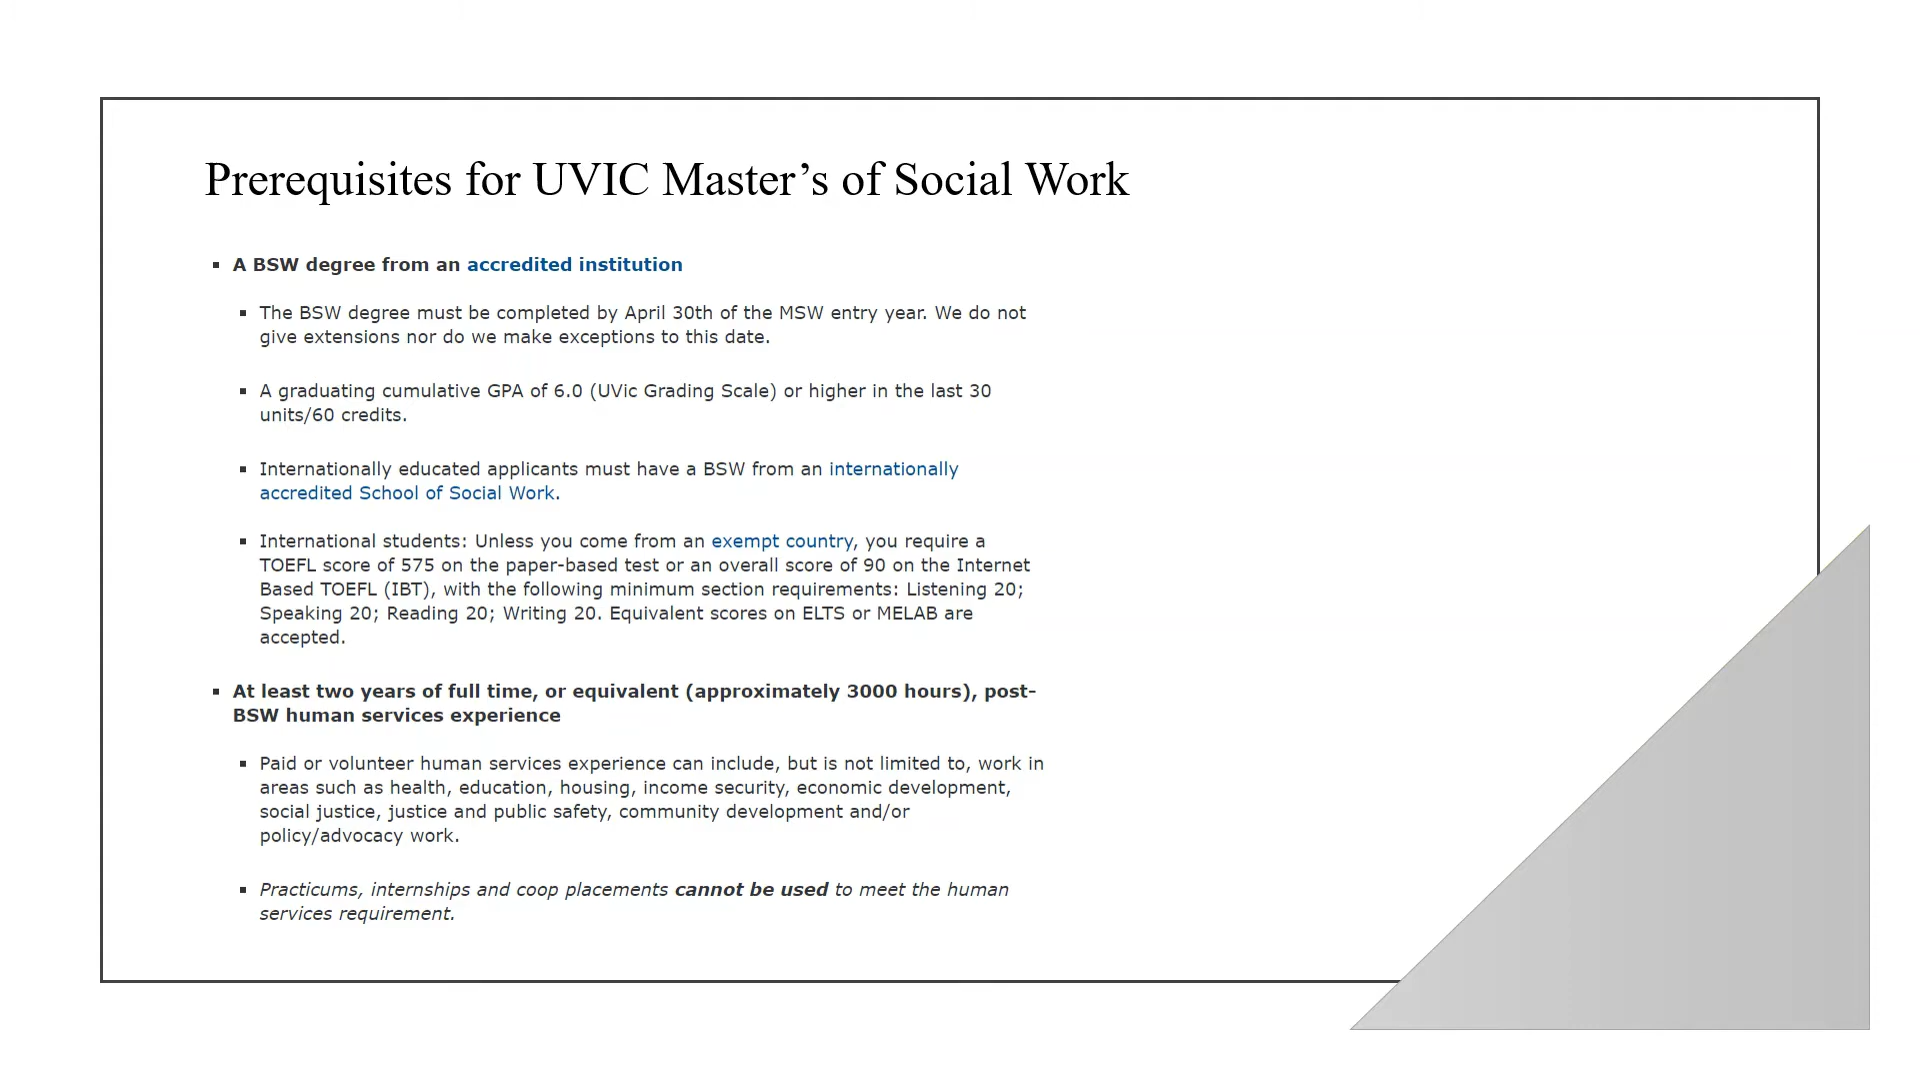 Prerequisites for UVIC Master’s of Social Work
▪ A BSW degree from an accredited institution
▪ The BSW degree must be completed by April 30th of the MSW entry year. We do not
give extensions nor do we make exceptions to this date.
▪ A graduating cumulative GPA of 6.0 (UVic Grading Scale) or higher in the last 30
units/60 credits.
▪ Internationally educated applicants must have a BSW from an internationally
accredited School of Social Work.
▪ International students: Unless you come from an exempt country, you require a
TOEFL score of 575 on the paper-based test or an overall score of 90 on the Internet
Based TOEFL (IBT), with the following minimum section requirements: Listening 20;
Speaking 20; Reading 20; Writing 20. Equivalent scores on ELTS or MELAB are
accepted.
▪ At least two years of full time, or equivalent (approximately 3000 hours), post-
BSW human services experience
▪ Paid or volunteer human services experience can include, but is not limited to, work in
areas such as health, education, housing, income security, economic development,
social justice, justice and public safety, community development and/or
policy/advocacy work.
▪ Practicums, internships and coop placements cannot be used to meet the human
services requirement.